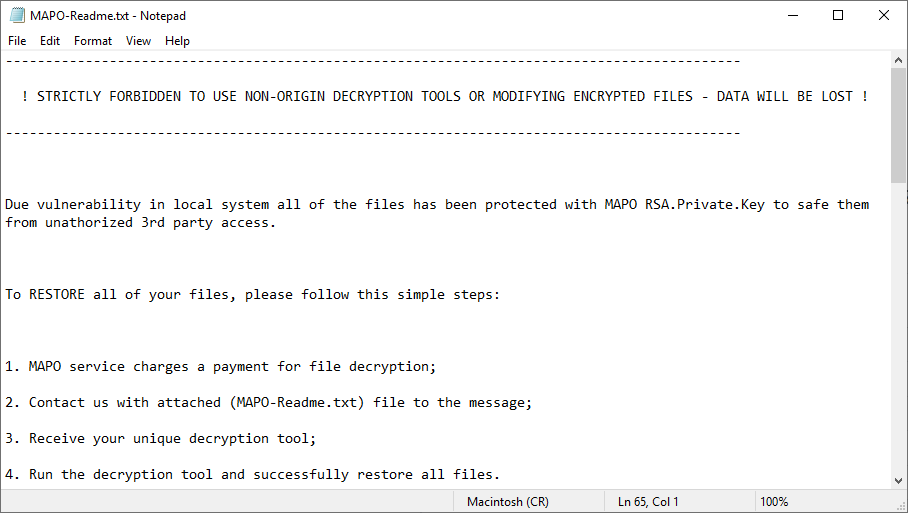 MAPO-Readme.txt - Notepad
File Edit Format View Help
--------------------------------------------------------------------------------------------
! STRICTLY FORBIDDEN TO USE NON-ORIGIN DECRYPTION TOOLS OR MODIFYING ENCRYPTED FILES - DATA WILL BE LOST !
--------------------------------------------------------------------------------------------
Due vulnerability in local system all of the files has been protected with MAPO RSA.Private.Key to safe them
from unathorized 3rd party access.
To RESTORE all of your files, please follow this simple steps:
1. MAPO service charges a payment for file decryption;
2. Contact us with attached (MAPO-Readme.txt) file to the message;
3. Receive your unique decryption tool;
4. Run the decryption tool and successfully restore all files.
Macintosh (CR) Ln 65, Col 1 100%